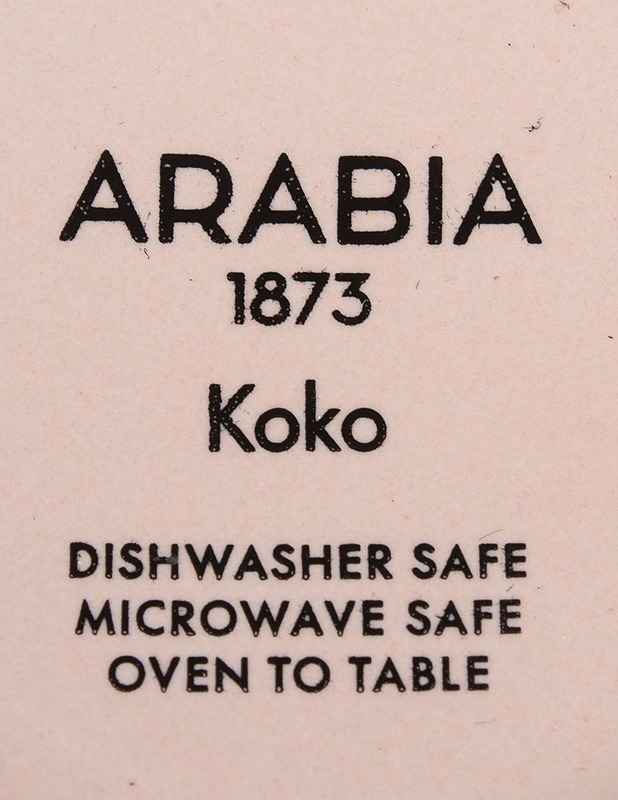 ARABIA
1873
Koko
DISHWASHER SAFE
MICROWAVE SAFE
OVEN TO TABLE